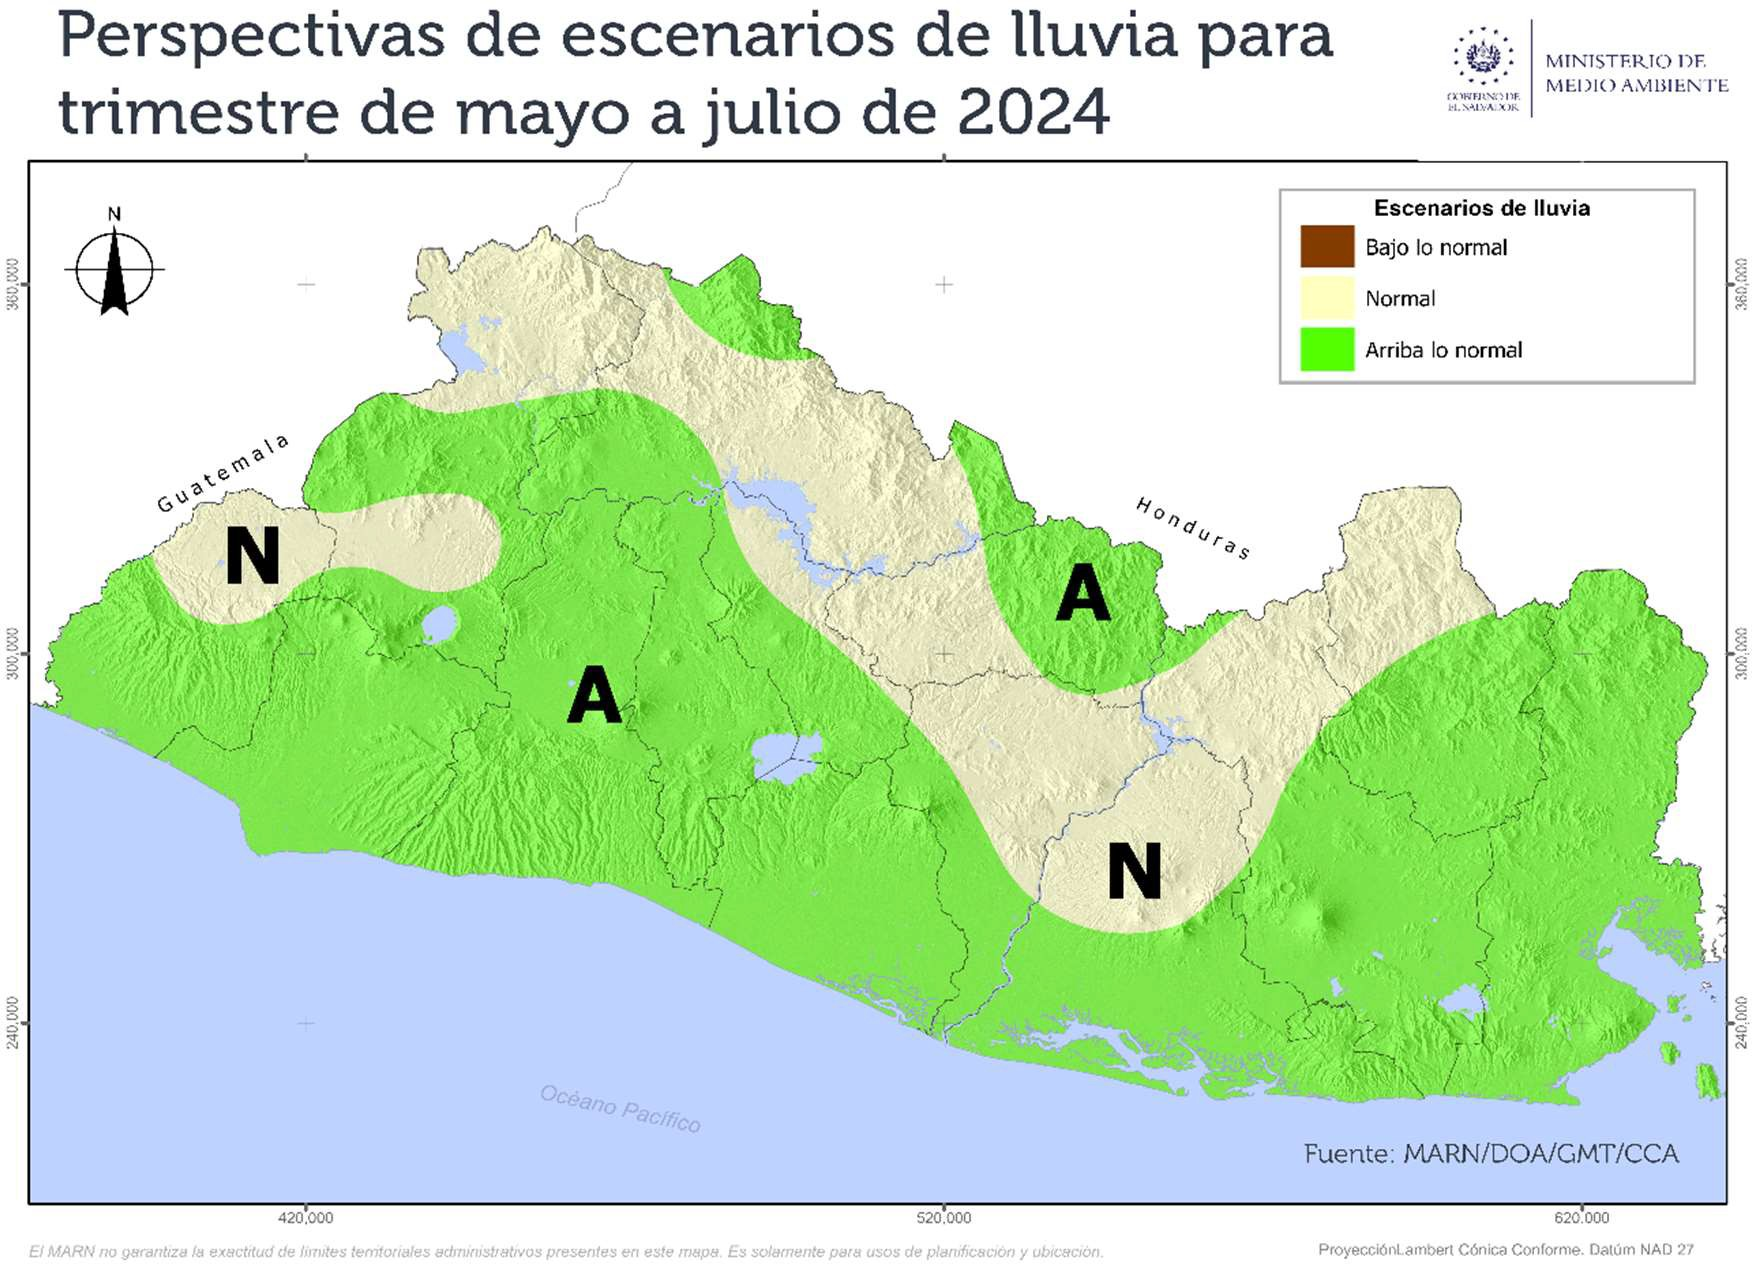 Perspectivas de escenarios de lluvia para
trimestre de mayo a julio de 2024
GOBIERNO DE
EL SALVADOR
MINISTERIO DE
MEDIO AMBIENTE
N
Escenarios de lluvia
Bajo lo normal
Normal
Arriba lo normal
360,000
360,000
Guatemala
Honduras
N
A
A
300,000
300,000
N
240,000
240,000
Océano Pacífico
Fuente: MARN/DOA/GMT/CCA
420,000
520,000
620.000
El MARN no garantiza la exactitud de límites territoriales administrativos presentes en este mapa. Es solamente para usos de planificación y ubicación.
ProyecciónLambert Cónica Conforme. Datúm NAD 27